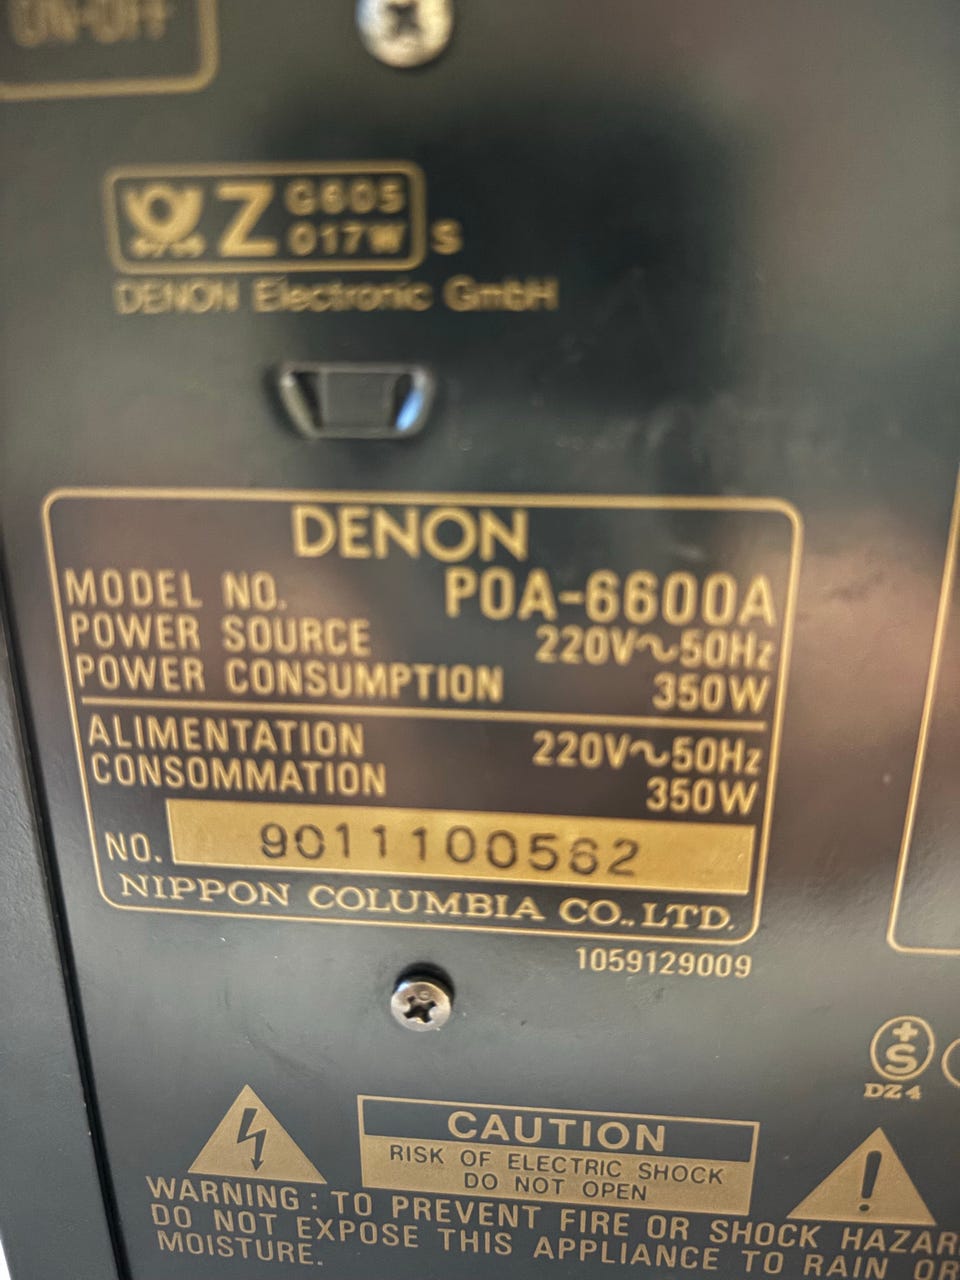 ON-OFF
Z G605
017W S
DENON Electronic GmbH
DENON
MODEL NO. POA-6600A
POWER SOURCE 220V~50Hz
POWER CONSUMPTION 350W
ALIMENTATION 220V~50Hz
CONSOMMATION 350W
NO. 9011100562
NIPPON COLUMBIA CO., LTD.
1059129009
S
DZ4
CAUTION
RISK OF ELECTRIC SHOCK
DO NOT OPEN
WARNING : TO PREVENT FIRE OR SHOCK HAZAR
DO NOT EXPOSE THIS APPLIANCE TO RAIN OR
MOISTURE.